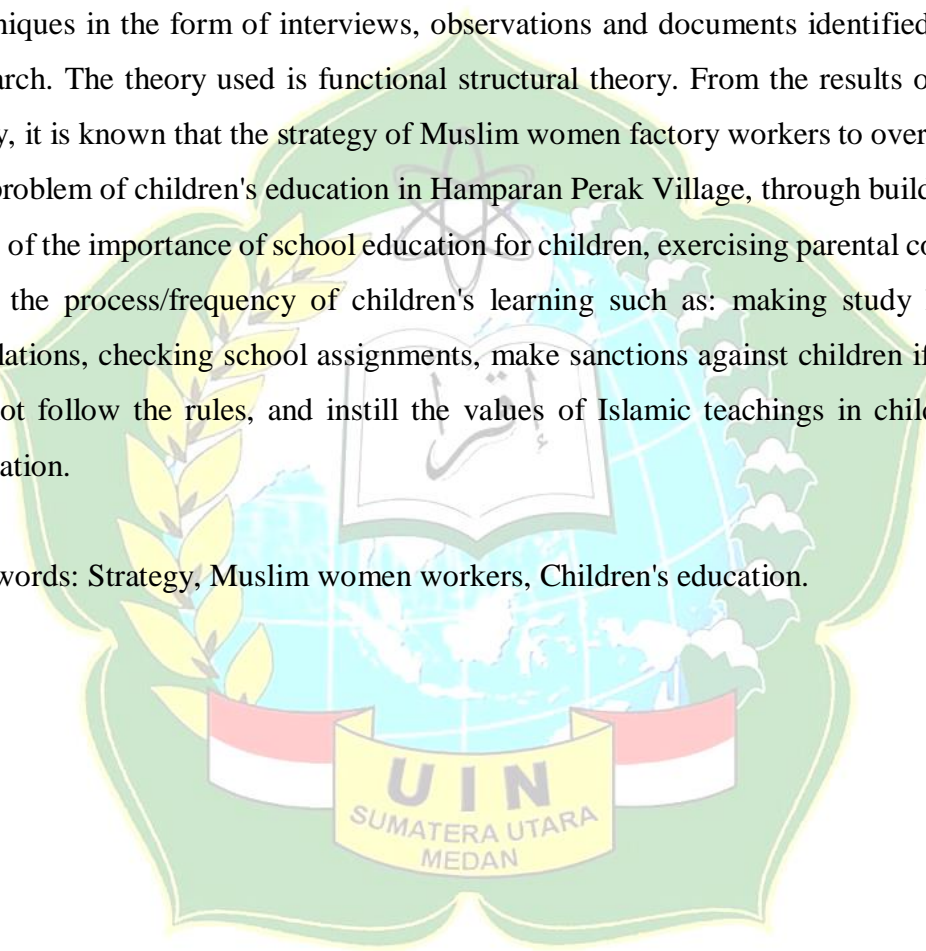 niques in the form of interviews, observations and documents identified
arch. The theory used is functional structural theory. From the results o
y, it is known that the strategy of Muslim women factory workers to over
problem of children's education in Hamparan Perak Village, through build
of the importance of school education for children, exercising parental co
the process/frequency of children's learning such as: making study
lations, checking school assignments, make sanctions against children if
ot follow the rules, and instill the values of Islamic teachings in chil
ation.
words: Strategy, Muslim women workers, Children's education.
اقرأ
UIN
SUMATERA UTARA
MEDAN